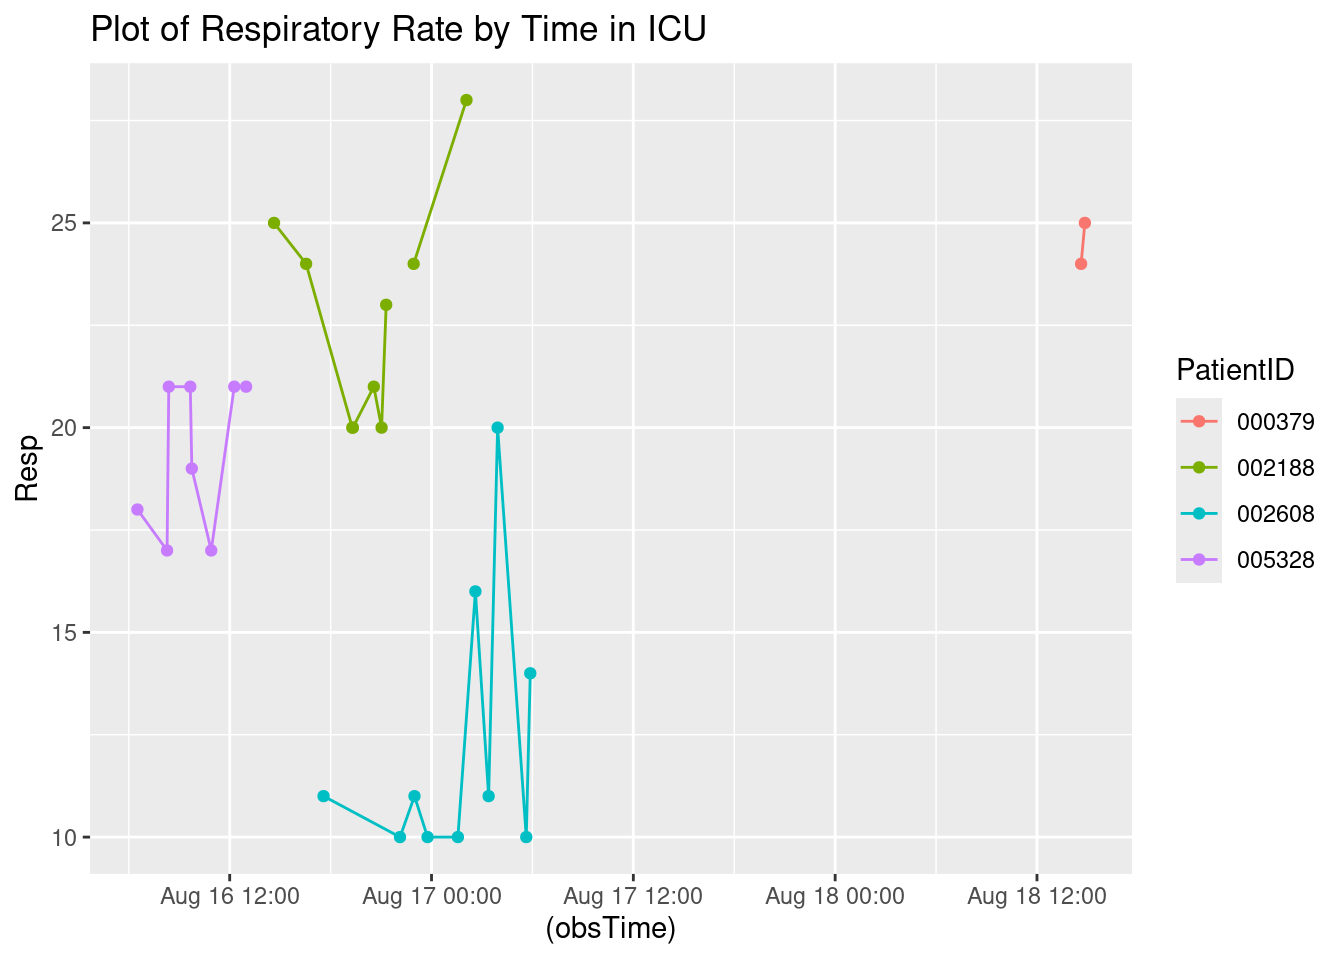 Plot of Respiratory Rate by Time in ICU
Resp
25
20
15
10
Aug 16 12:00 Aug 17 00:00 Aug 17 12:00 Aug 18 00:00 Aug 18 12:00
(obsTime)
PatientID
000379
002188
002608
005328